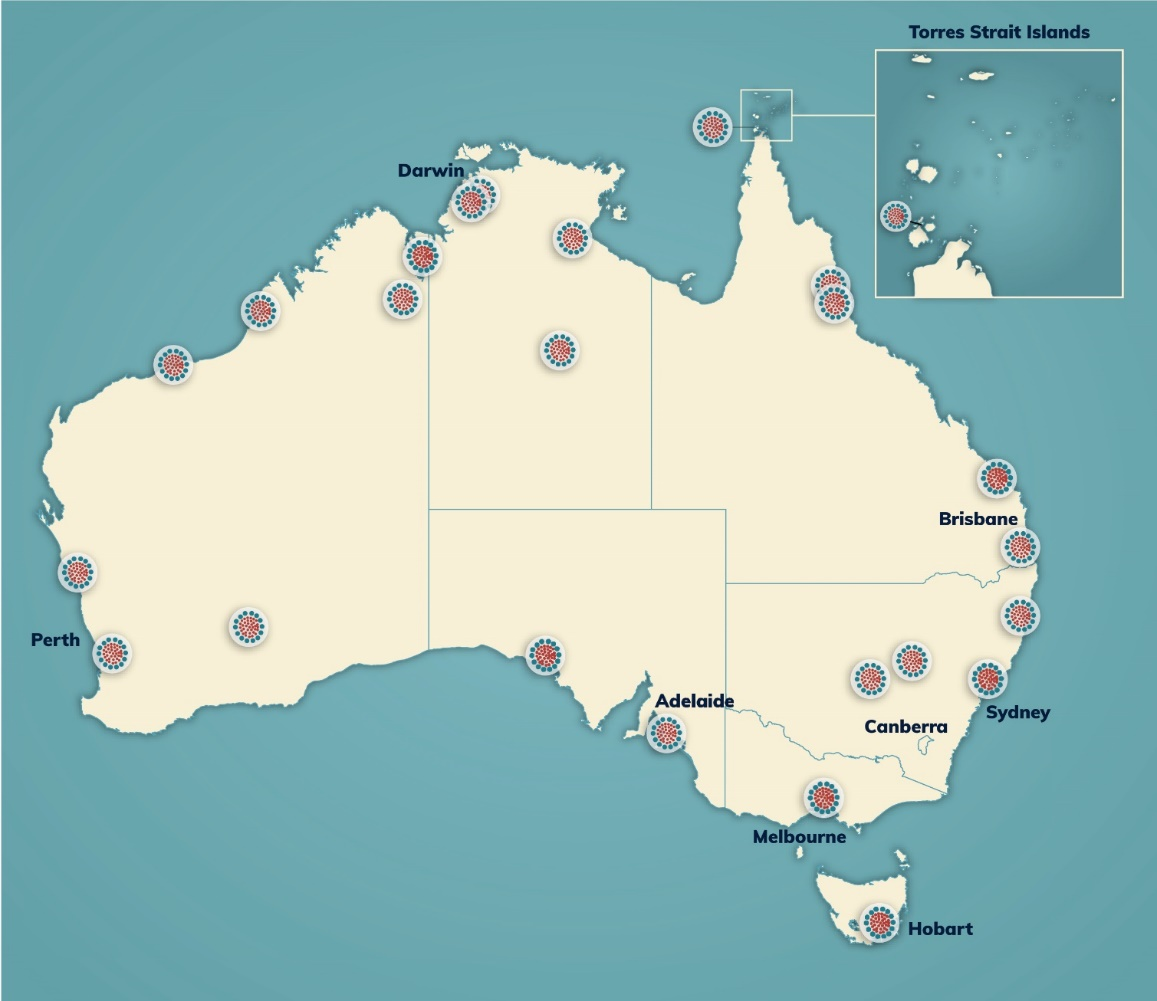 Torres Strait Islands
Darwin
Brisbane
Perth
Adelaide
Sydney
Canberra
Melbourne
Hobart